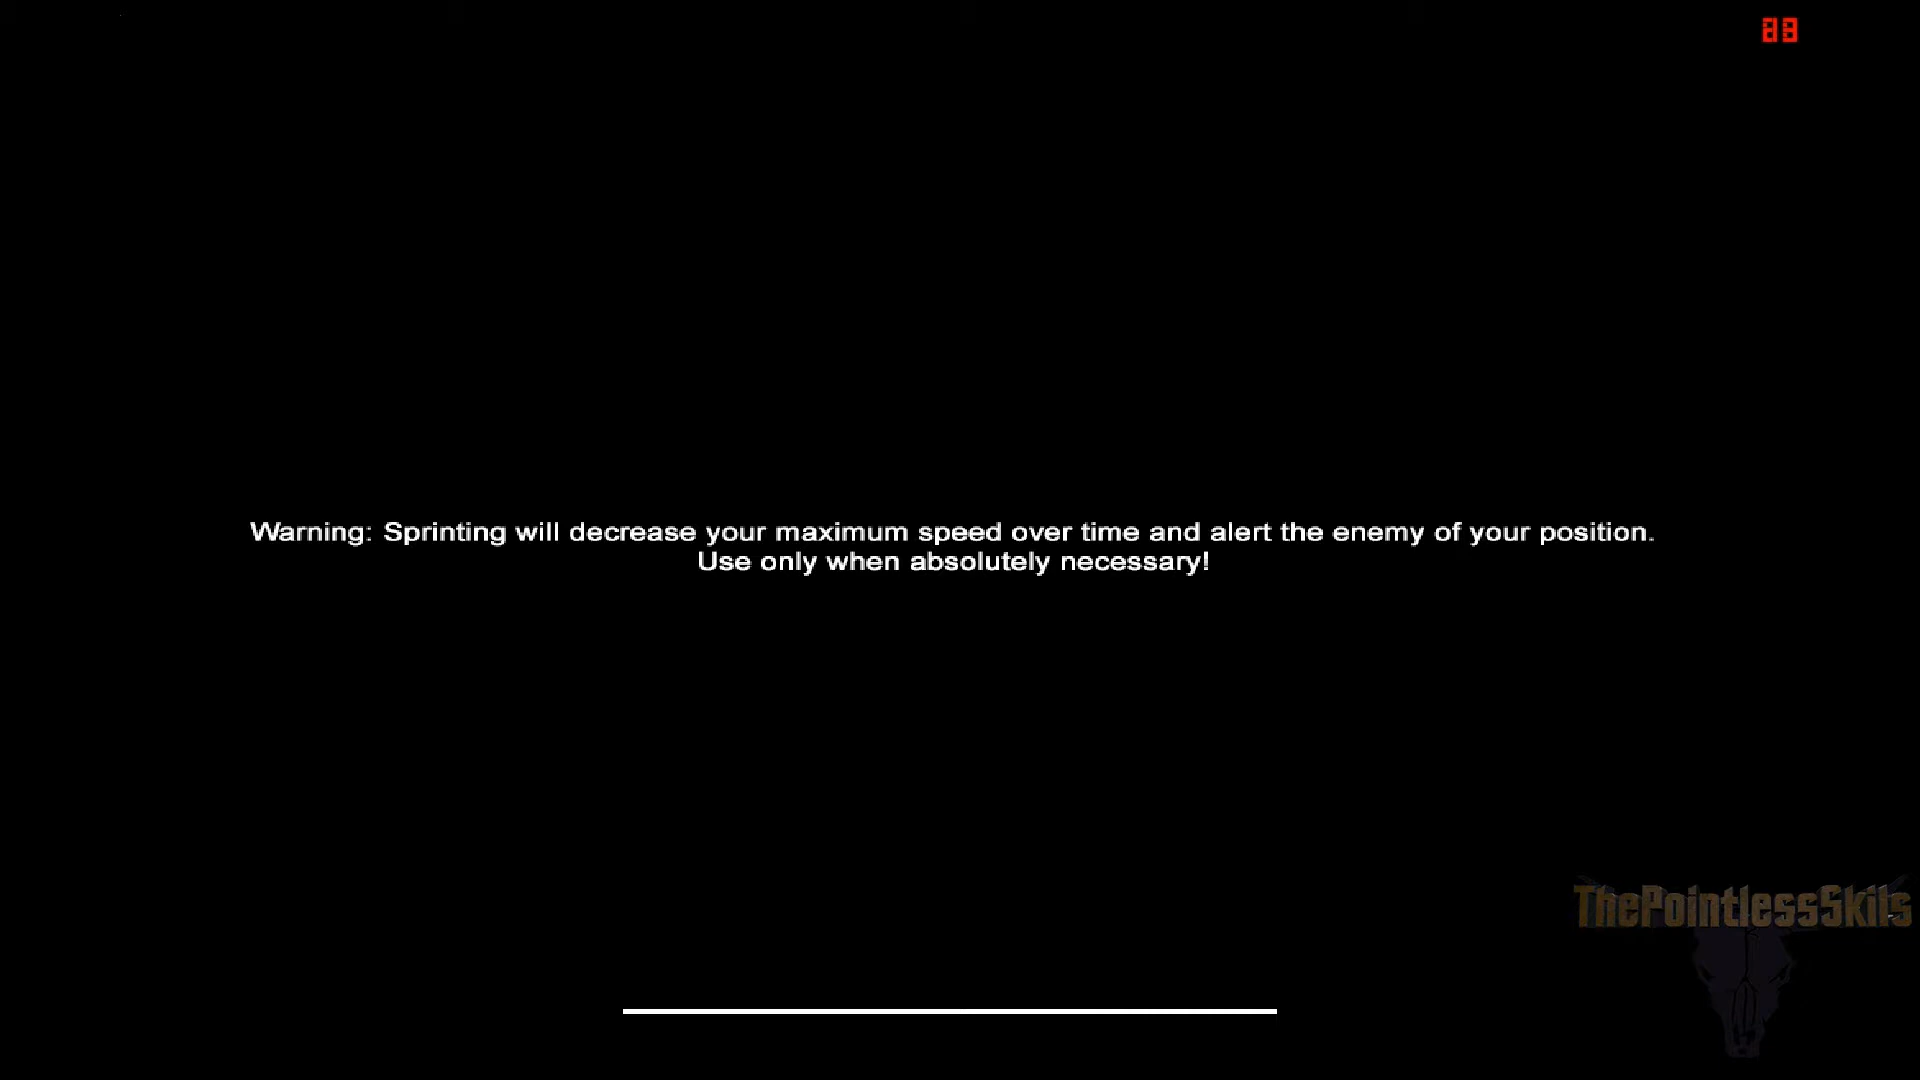 Warning: Sprinting will decrease your maximum speed over time and alert the enemy of your position.
Use only when absolutely necessary!
ThePointlessSkils